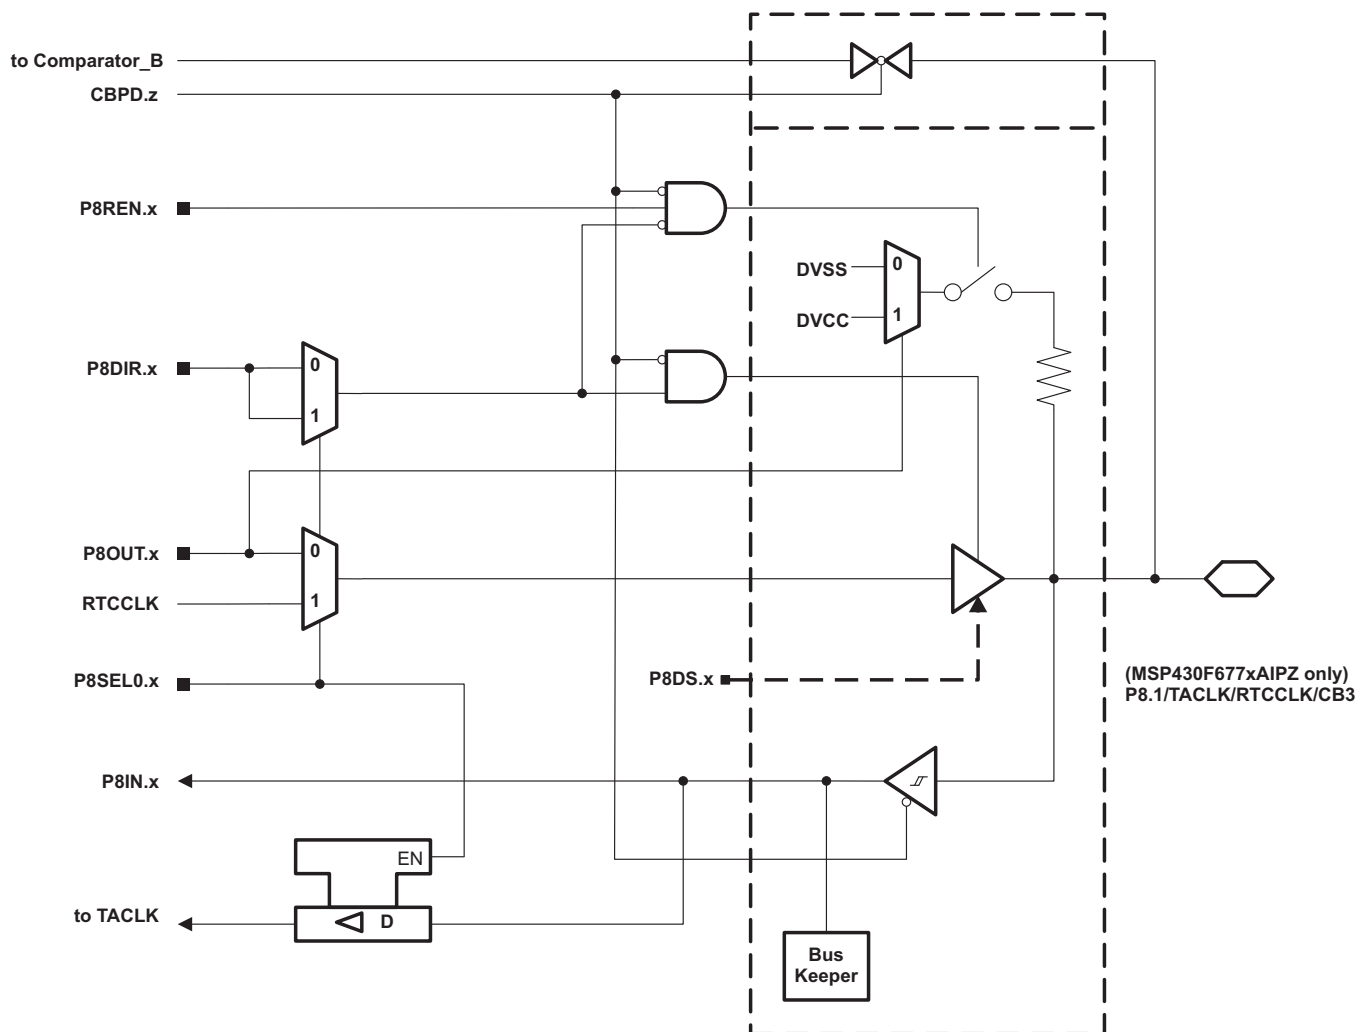 to Comparator_B
CBPD.z
P8REN.x
DVSS
0
DVCC
1
P8DIR.x
0
1
P8OUT.x
0
RTCCLK
1
P8SEL0.x
P8DS.x
(MSP430F677xAIPZ only)
P8.1/TACLK/RTCCLK/CB3
P8IN.x
EN
to TACLK
D
Bus
Keeper